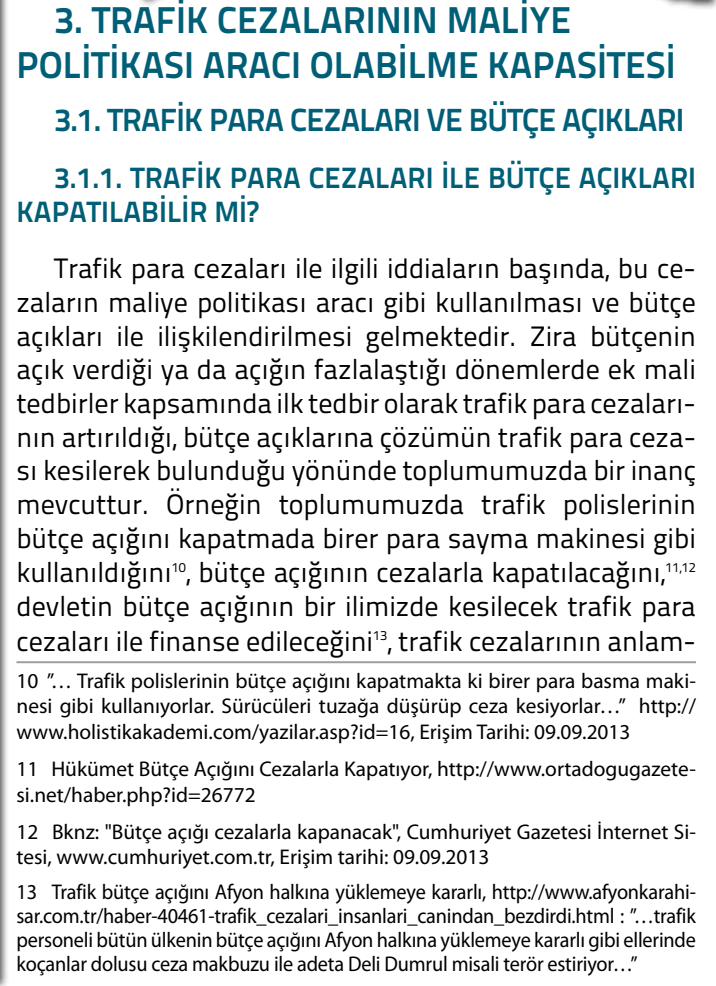 3. TRAFİK CEZALARININ MALİYE
POLİTİKASI ARACI OLABİLME KAPASİTESİ
3.1. TRAFİK PARA CEZALARI VE BÜTÇE AÇIKLARI
3.1.1. TRAFİK PARA CEZALARI İLE BÜTÇE AÇIKLARI
KAPATILABİLİR Mİ?
Trafik para cezaları ile ilgili iddiaların başında, bu ce-
zaların maliye politikası aracı gibi kullanılması ve bütçe
açıkları ile ilişkilendirilmesi gelmektedir. Zira bütçenin
açık verdiği ya da açığın fazlalaştığı dönemlerde ek mali
tedbirler kapsamında ilk tedbir olarak trafik para cezaları-
nın artırıldığı, bütçe açıklarına çözümün trafik para ceza-
sı kesilerek bulunduğu yönünde toplumumuzda bir inanç
mevcuttur. Örneğin toplumumuzda trafik polislerinin
bütçe açığını kapatmada birer para sayma makinesi gibi
kullanıldığını¹⁰, bütçe açığının cezalarla kapatılacağını,¹¹,¹²
devletin bütçe açığının bir ilimizde kesilecek trafik para
cezaları ile finanse edileceğini¹³, trafik cezalarının anlam-
10 "… Trafik polislerinin bütçe açığını kapatmakta ki birer para basma maki-
nesi gibi kullanıyorlar. Sürücüleri tuzağa düşürüp ceza kesiyorlar…" http://
www.holistikakademi.com/yazilar.asp?id=16, Erişim Tarihi: 09.09.2013
11 Hükümet Bütçe Açığını Cezalarla Kapatıyor, http://www.ortadogugazete-
si.net/haber.php?id=26772
12 Bknz: "Bütçe açığı cezalarla kapanacak", Cumhuriyet Gazetesi İnternet Si-
tesi, www.cumhuriyet.com.tr, Erişim tarihi: 09.09.2013
13 Trafik bütçe açığını Afyon halkına yüklemeye kararlı, http://www.afyonkarahi-
sar.com.tr/haber-40461-trafik_cezalari_insanlari_canindan_bezdirdi.html : "…trafik
personeli bütün ülkenin bütçe açığını Afyon halkına yüklemeye kararlı gibi ellerinde
koçanlar dolusu ceza makbuzu ile adeta Deli Dumrul misali terör estiriyor…"